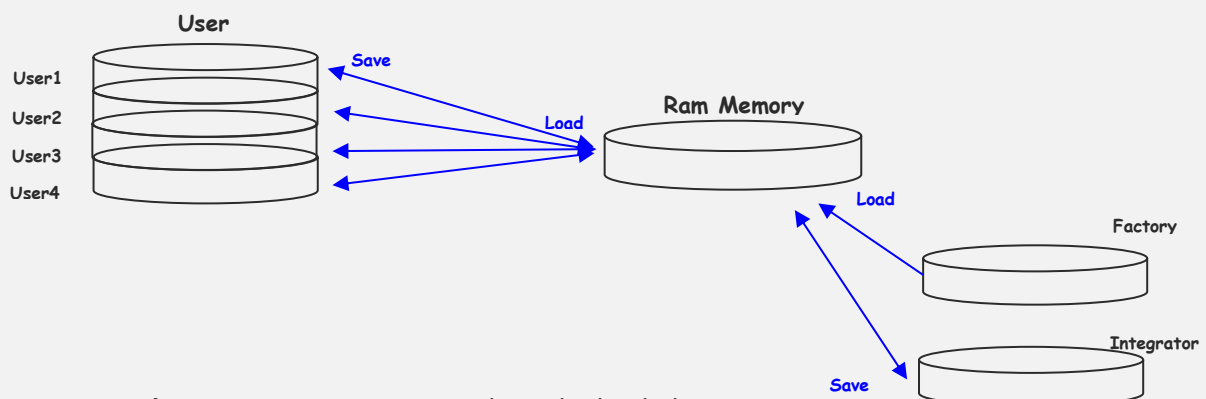 User
User1
Save
User2
Load
Ram Memory
User3
User4
Load
Factory
Integrator
Save